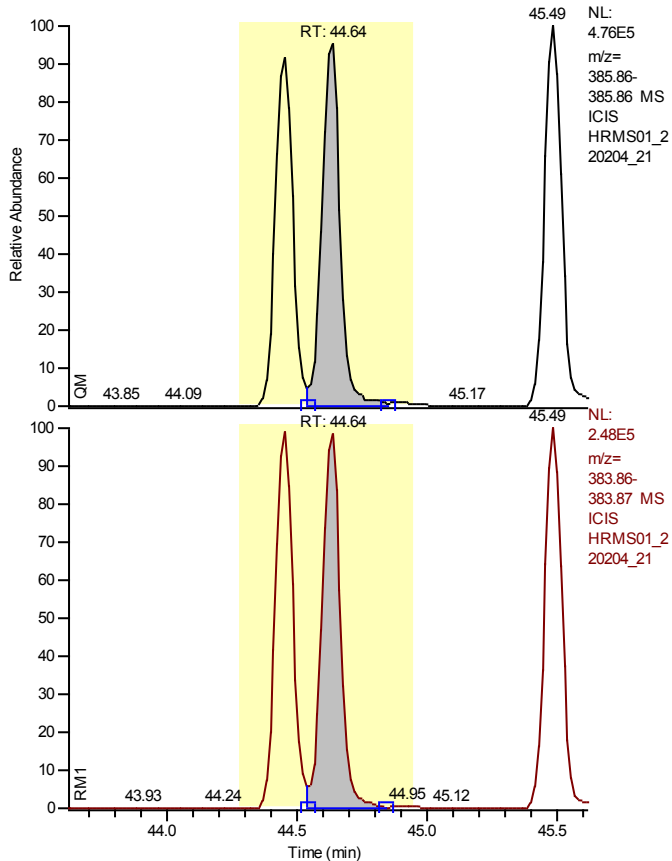 RT: 44.64
45.49
NL:
4.76E5
m/z=
385.86-
385.86 MS
ICIS
HRMS01_2
20204_21
100
90
80
70
60
50
40
30
20
10
0
Relative Abundance
QM
43.85
44.09
45.17
RT: 44.64
45.49
NL:
2.48E5
m/z=
383.86-
383.87 MS
ICIS
HRMS01_2
20204_21
100
90
80
70
60
50
40
30
20
10
0
RM1
43.93
44.24
44.95
45.12
44.0
44.5
45.0
45.5
Time (min)